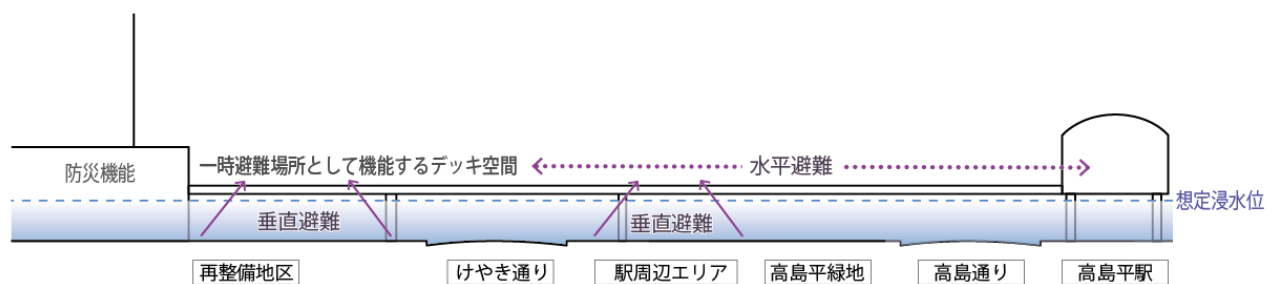 防災機能
一時避難場所として機能するデッキ空間
水平避難
想定浸水位
垂直避難
垂直避難
再整備地区
けやき通り
駅周辺エリア
高島平緑地
高島通り
高島平駅